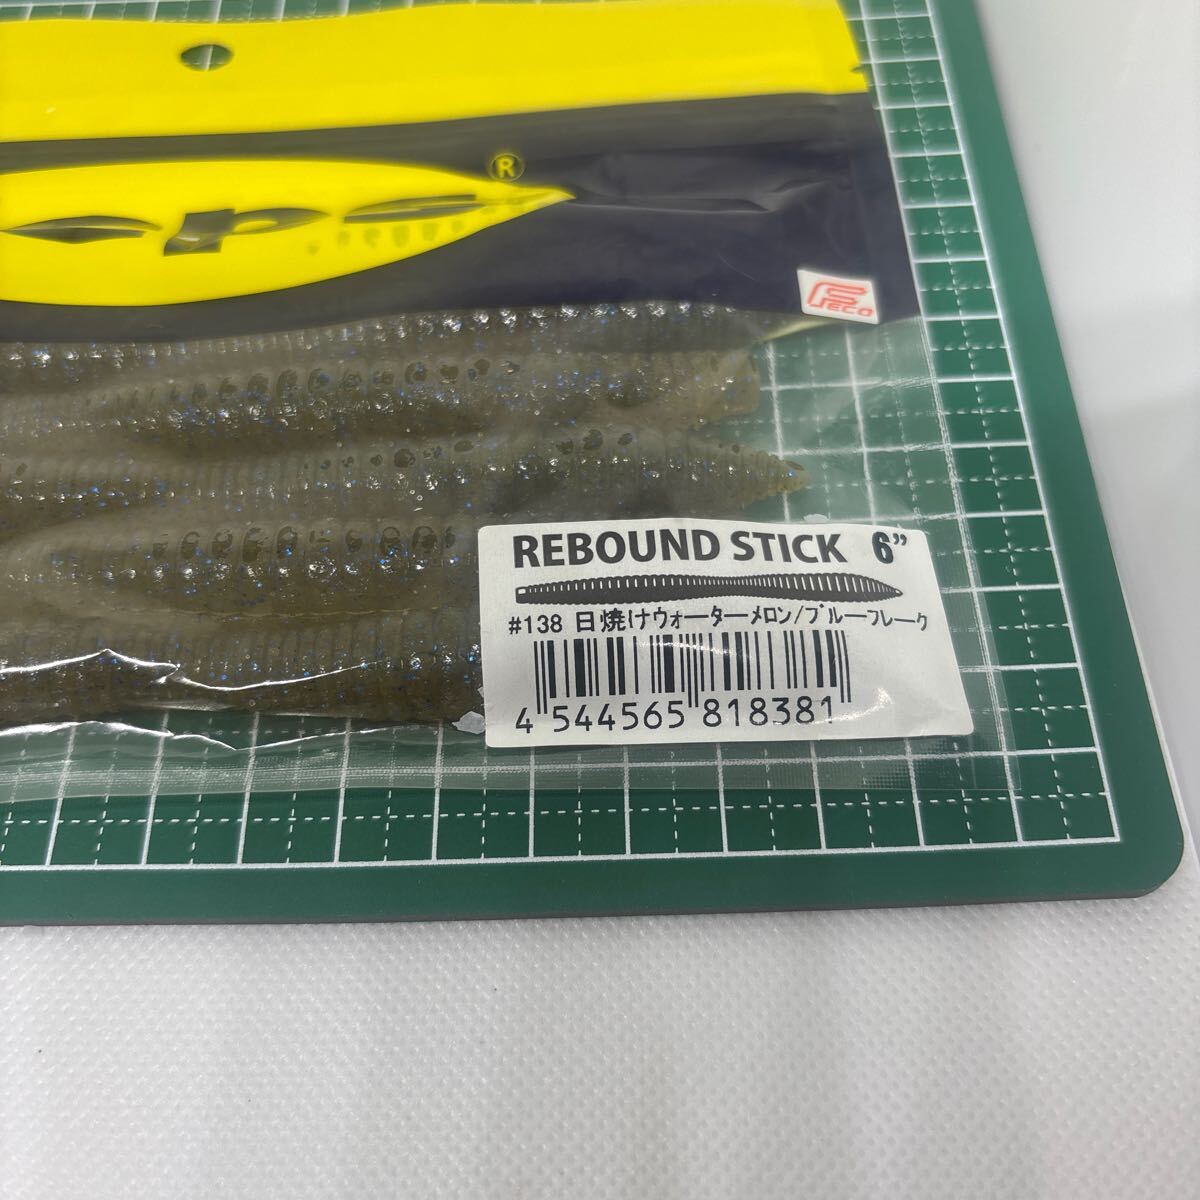 ®
FECO
REBOUND STICK 6”
#138 日焼けウォーターメロン/ブルーフレーク
4 544565 818381